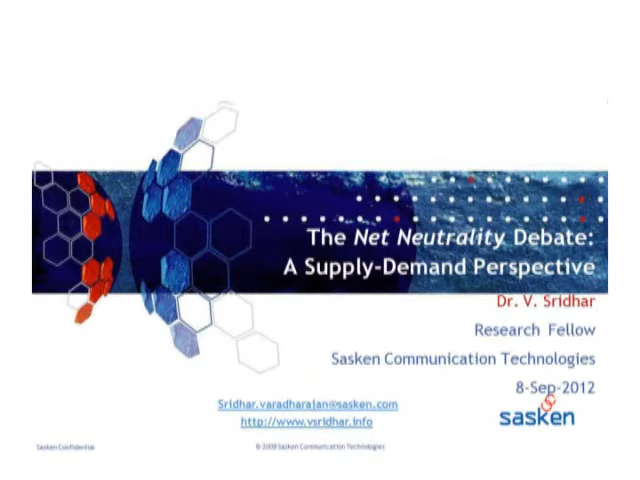 The Net Neutrality Debate:
A Supply-Demand Perspective
Dr. V. Sridhar
Research Fellow
Sasken Communication Technologies
8-Sep-2012
Sridhar.varadharajan@sasken.com
http://www.vsridhar.info
sasken
Sasken Confidential
© 2008 Sasken Communication Technologies